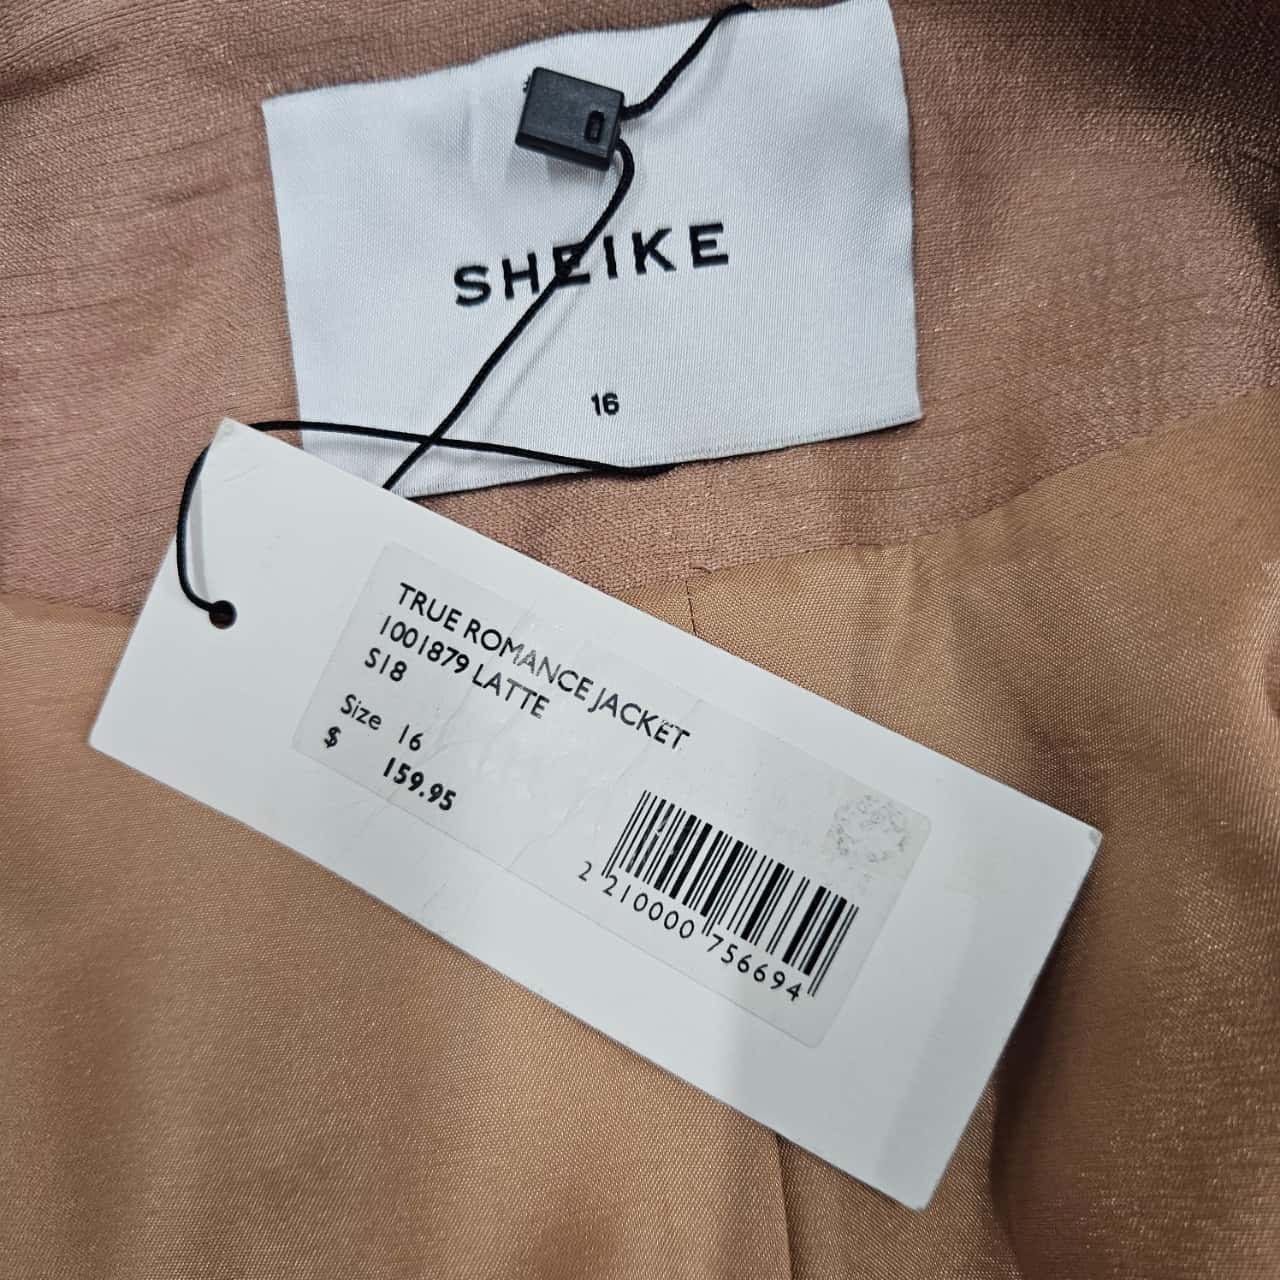 SHEIKE
16
TRUE ROMANCE JACKET
1001879 LATTE
S18
Size 16
$ 159.95
2 210000 756694